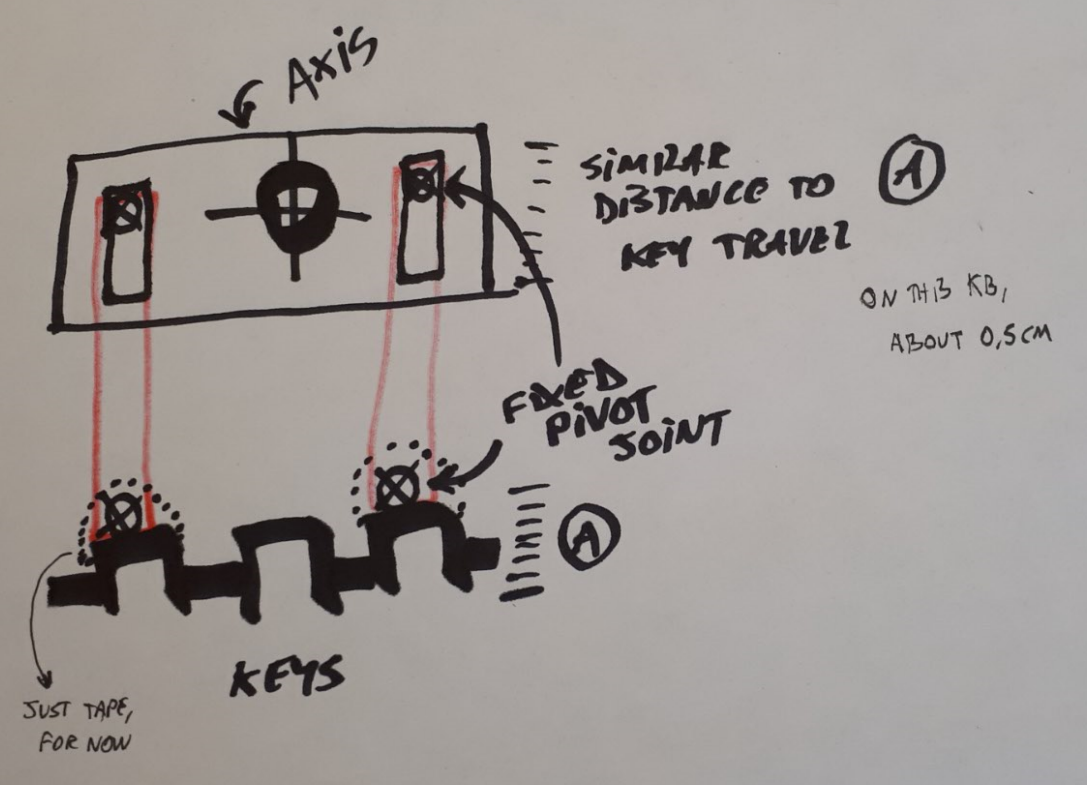 AXIS
SIMILAR
DISTANCE TO
KEY TRAVEL
A
ON THIS KB,
ABOUT 0,5CM
FIXED
PIVOT
JOINT
A
KEYS
JUST TAPE,
FOR NOW